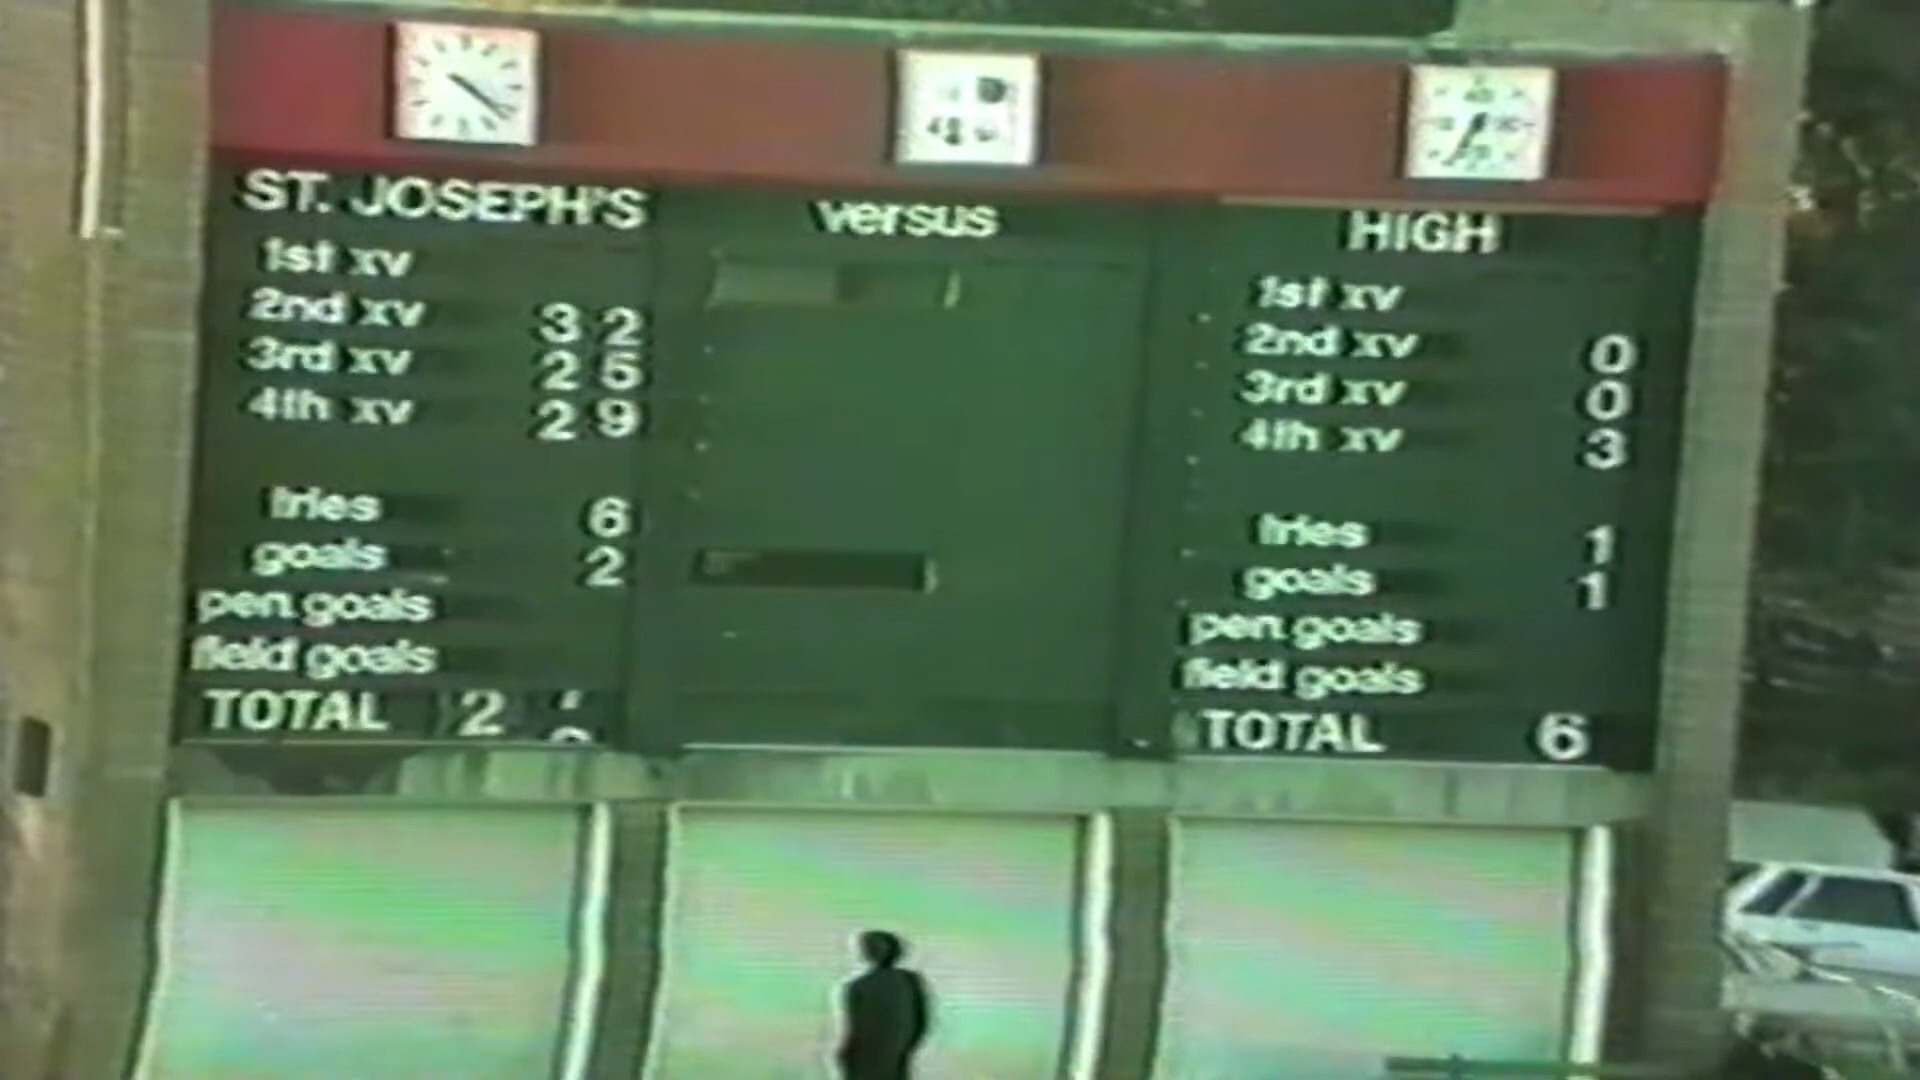 ST. JOSEPH'S versus HIGH
1st xv
2nd xv 32
3rd xv 25
4th xv 29
tries 6
goals 2
pen. goals
field goals
TOTAL 2
1st xv
2nd xv 0
3rd xv 0
4th xv 3
tries 1
goals 1
pen. goals
field goals
TOTAL 6